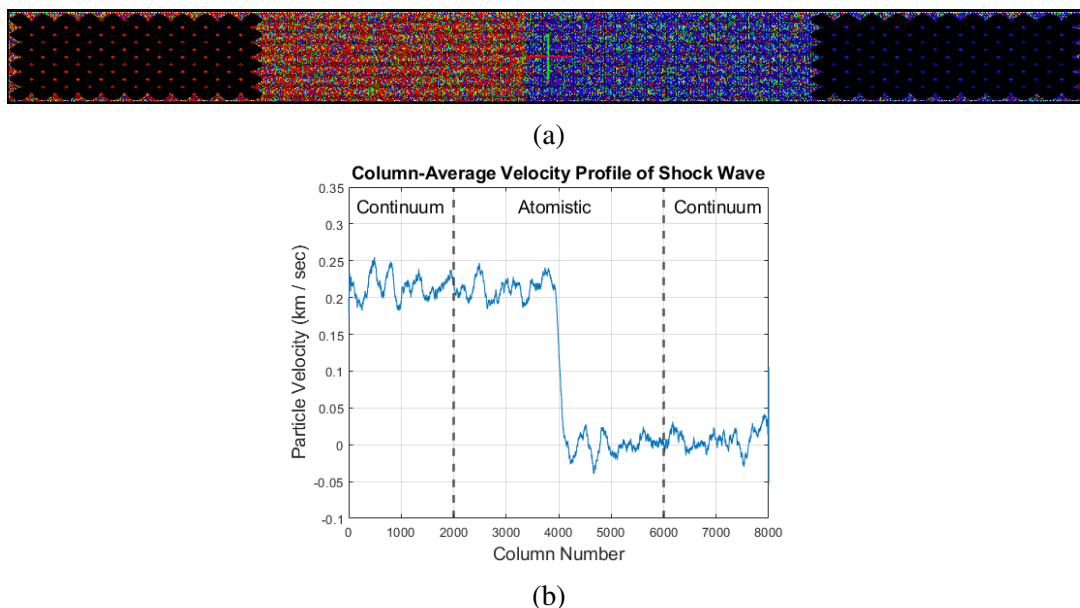 (a)
Column-Average Velocity Profile of Shock Wave
Continuum Atomistic Continuum
Particle Velocity (km / sec)
0.35
0.3
0.25
0.2
0.15
0.1
0.05
0
-0.05
-0.1
0 1000 2000 3000 4000 5000 6000 7000 8000
Column Number
(b)